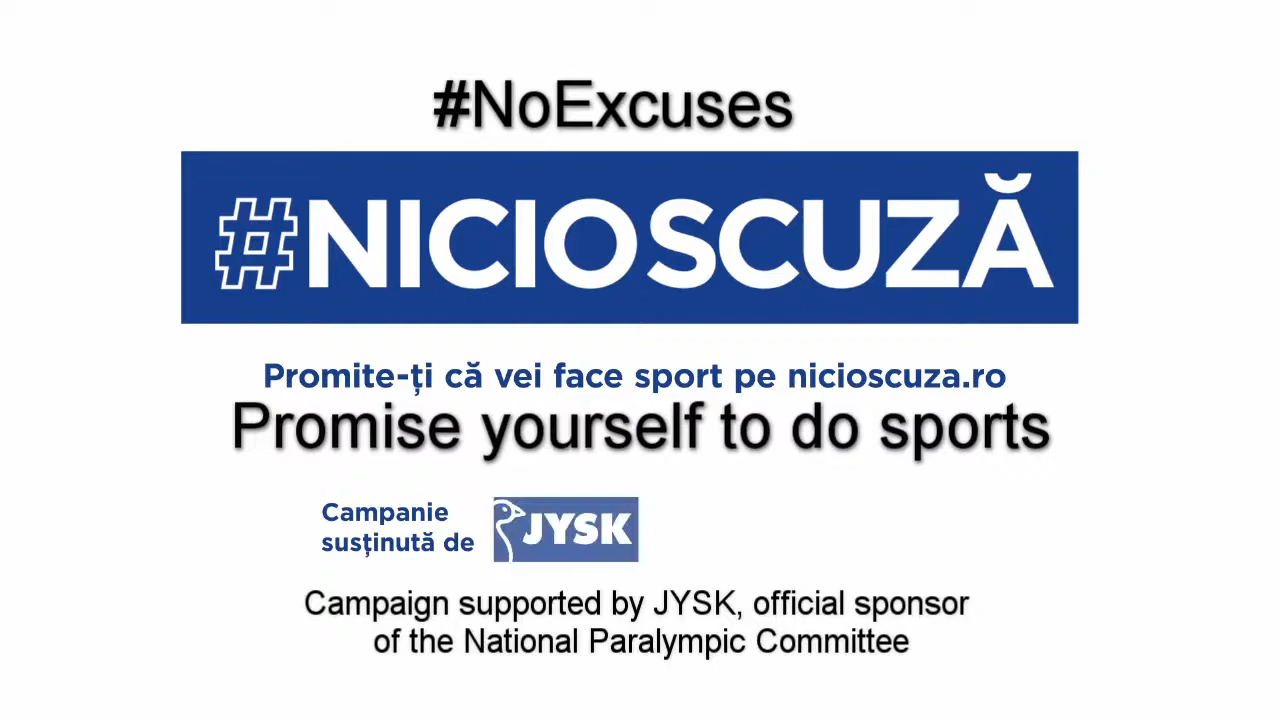 #NoExcuses
#NICIOSCUZĂ
Promite-ți că vei face sport pe nicioscuza.ro
Promise yourself to do sports
Campanie
susținută de
JYSK
Campaign supported by JYSK, official sponsor
of the National Paralympic Committee